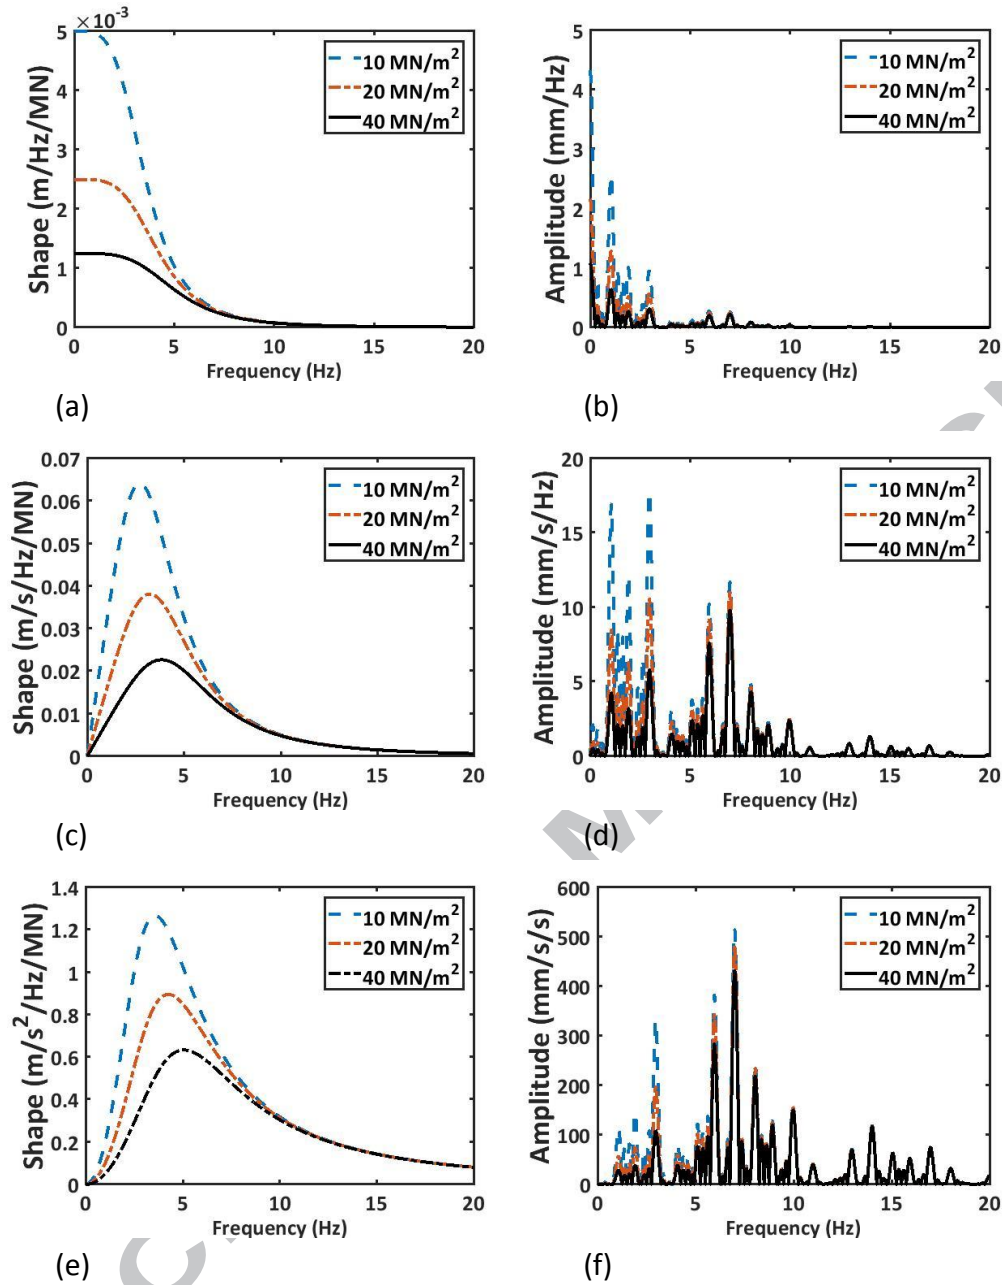 ×10⁻³
5
4
3
2
1
0
0 5 10 15 20
Shape (m/Hz/MN)
Frequency (Hz)
10 MN/m²
20 MN/m²
40 MN/m²
(a)
5
4
3
2
1
0
0 5 10 15 20
Amplitude (mm/Hz)
Frequency (Hz)
10 MN/m²
20 MN/m²
40 MN/m²
(b)
0.07
0.06
0.05
0.04
0.03
0.02
0.01
0
0 5 10 15 20
Shape (m/s/Hz/MN)
Frequency (Hz)
10 MN/m²
20 MN/m²
40 MN/m²
(c)
20
15
10
5
0
0 5 10 15 20
Amplitude (mm/s/Hz)
Frequency (Hz)
10 MN/m²
20 MN/m²
40 MN/m²
(d)
1.4
1.2
1
0.8
0.6
0.4
0.2
0
0 5 10 15 20
Shape (m/s²/Hz/MN)
Frequency (Hz)
10 MN/m²
20 MN/m²
40 MN/m²
(e)
600
500
400
300
200
100
0
0 5 10 15 20
Amplitude (mm/s/s)
Frequency (Hz)
10 MN/m²
20 MN/m²
40 MN/m²
(f)